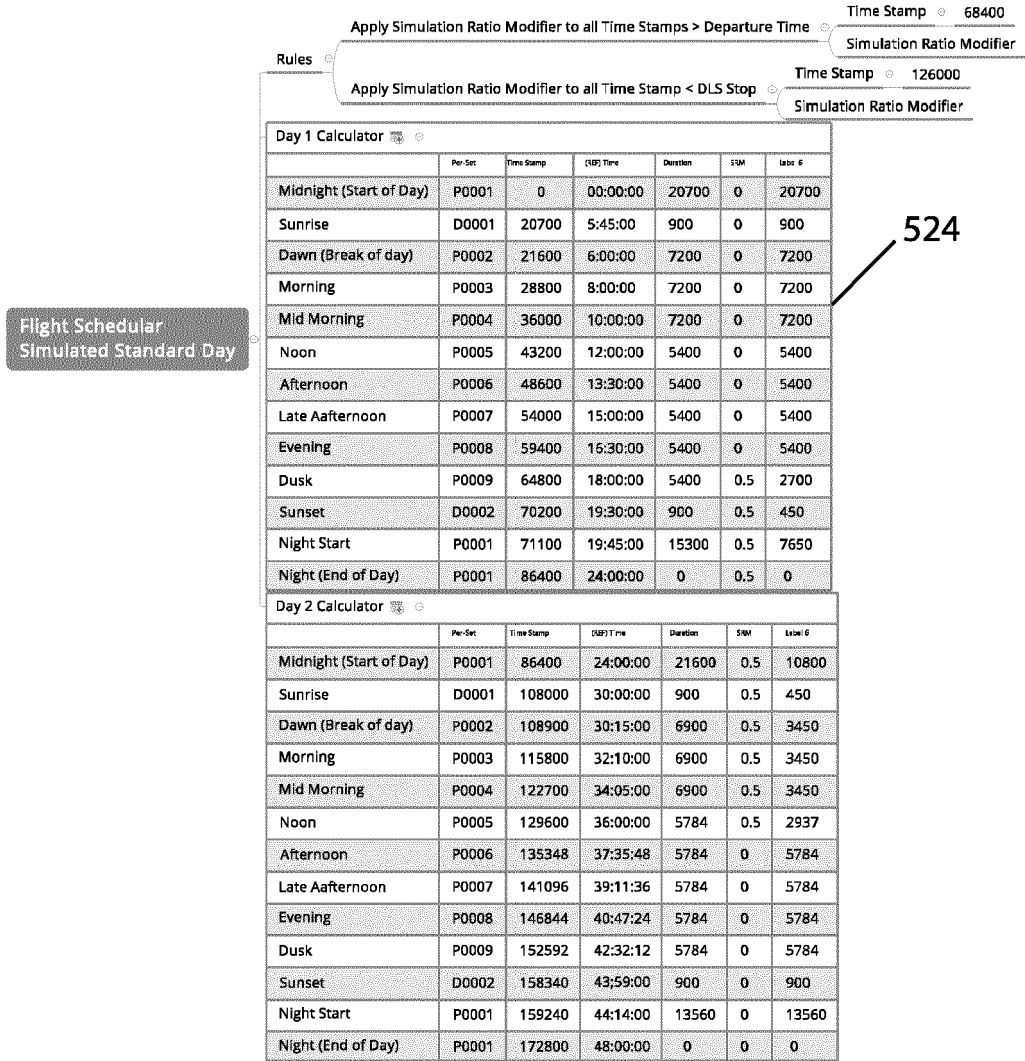 Time Stamp 68400
Apply Simulation Ratio Modifier to all Time Stamps > Departure Time
Simulation Ratio Modifier
Rules
Time Stamp 126000
Apply Simulation Ratio Modifier to all Time Stamp < DLS Stop
Simulation Ratio Modifier
Day 1 Calculator
Per-Set Time Stamp (REF) Time Duration SRM Label 6
Midnight (Start of Day) P0001 0 00:00:00 20700 0 20700
Sunrise D0001 20700 5:45:00 900 0 900
524
Dawn (Break of day) P0002 21600 6:00:00 7200 0 7200
Morning P0003 28800 8:00:00 7200 0 7200
Mid Morning P0004 36000 10:00:00 7200 0 7200
Flight Schedular
Simulated Standard Day
Noon P0005 43200 12:00:00 5400 0 5400
Afternoon P0006 48600 13:30:00 5400 0 5400
Late Aafternoon P0007 54000 15:00:00 5400 0 5400
Evening P0008 59400 16:30:00 5400 0 5400
Dusk P0009 64800 18:00:00 5400 0.5 2700
Sunset D0002 70200 19:30:00 900 0.5 450
Night Start P0001 71100 19:45:00 15300 0.5 7650
Night (End of Day) P0001 86400 24:00:00 0 0.5 0
Day 2 Calculator
Per-Set Time Stamp (REF) Time Duration SRM Label 6
Midnight (Start of Day) P0001 86400 24:00:00 21600 0.5 10800
Sunrise D0001 108000 30:00:00 900 0.5 450
Dawn (Break of day) P0002 108900 30:15:00 6900 0.5 3450
Morning P0003 115800 32:10:00 6900 0.5 3450
Mid Morning P0004 122700 34:05:00 6900 0.5 3450
Noon P0005 129600 36:00:00 5784 0.5 2937
Afternoon P0006 135348 37:35:48 5784 0 5784
Late Aafternoon P0007 141096 39:11:36 5784 0 5784
Evening P0008 146844 40:47:24 5784 0 5784
Dusk P0009 152592 42:32:12 5784 0 5784
Sunset D0002 158340 43;59:00 900 0 900
Night Start P0001 159240 44:14:00 13560 0 13560
Night (End of Day) P0001 172800 48:00:00 0 0 0